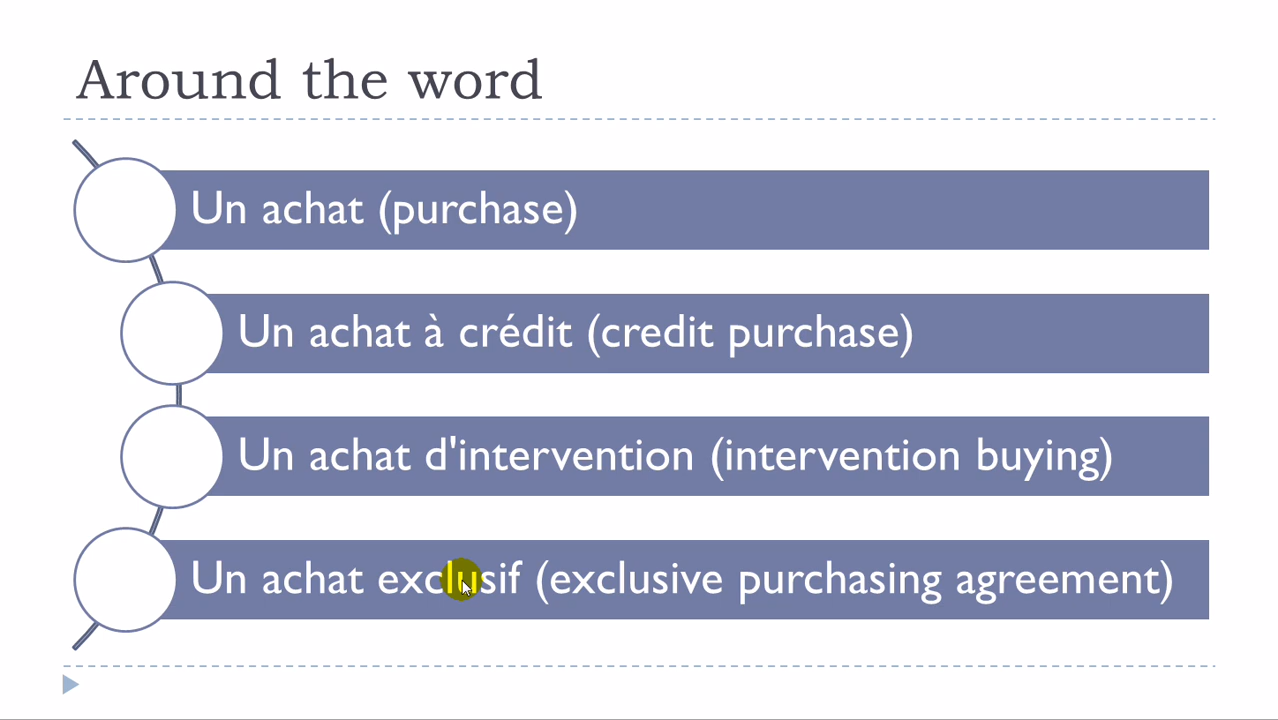 Around the word
Un achat (purchase)
Un achat à crédit (credit purchase)
Un achat d'intervention (intervention buying)
Un achat exclusif (exclusive purchasing agreement)